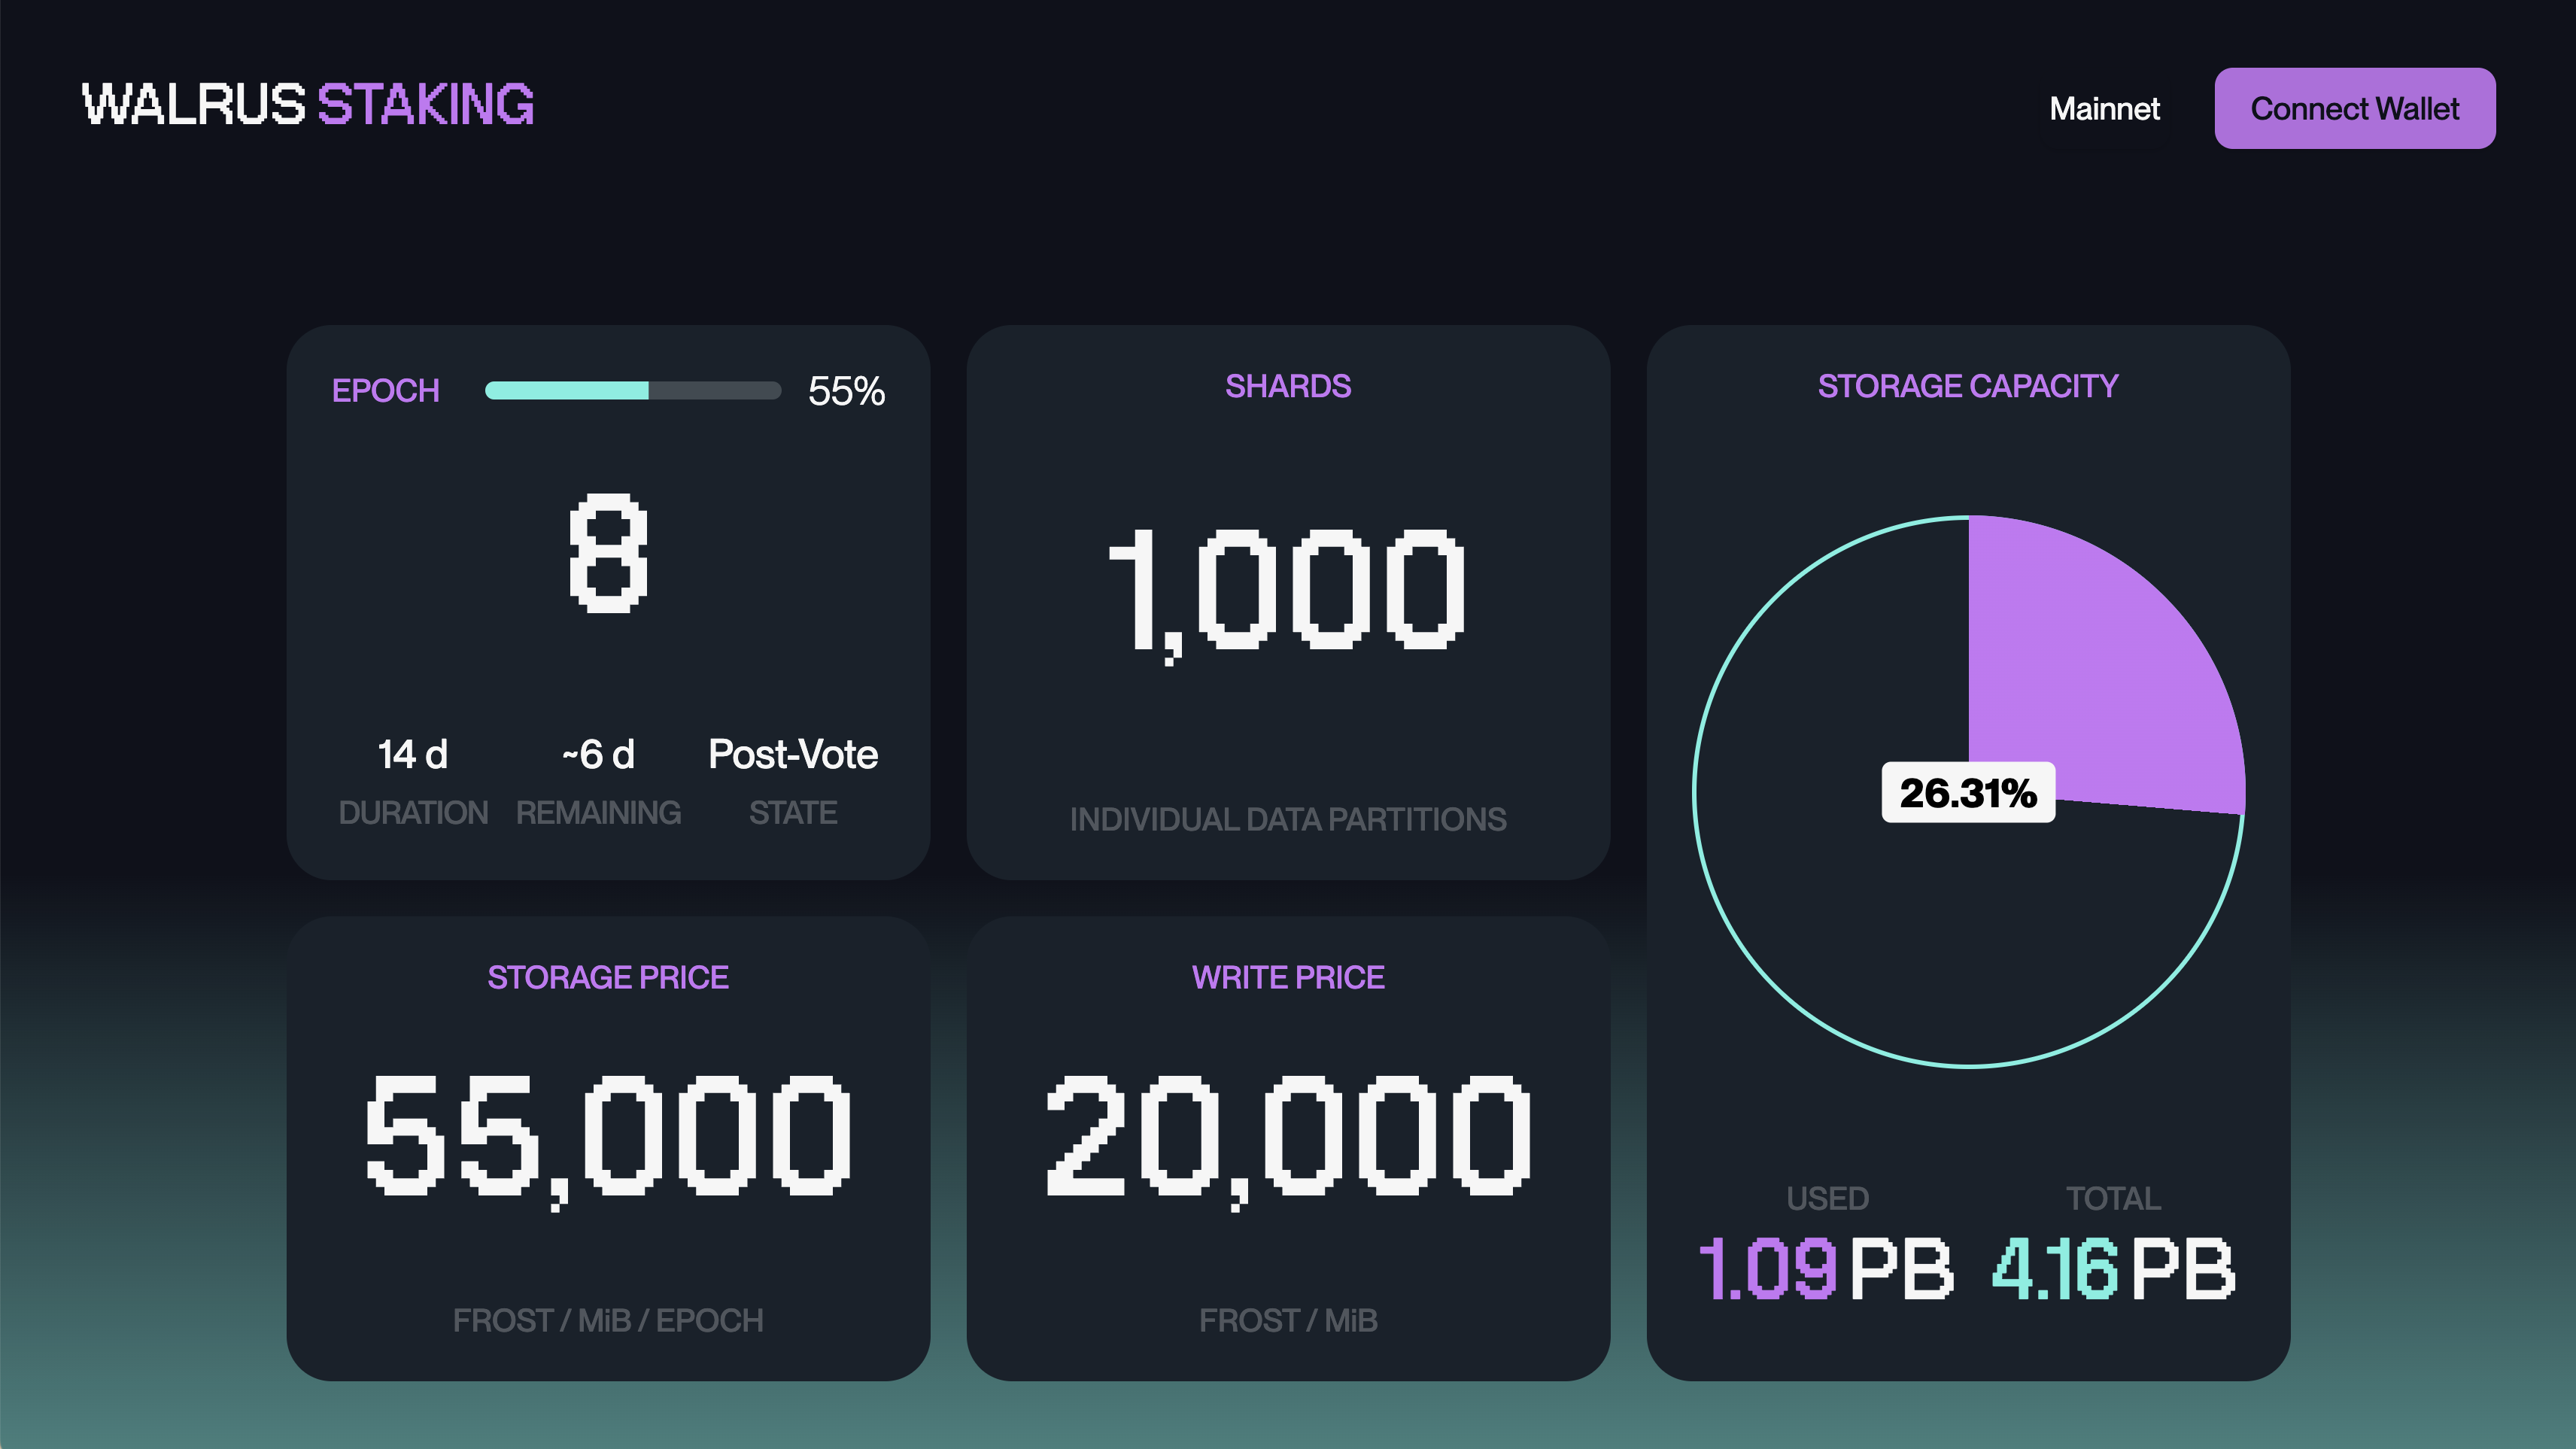 WALRUS STAKING
Mainnet
Connect Wallet
EPOCH
55%
8
14 d
~6 d
Post-Vote
DURATION
REMAINING
STATE
SHARDS
1,000
INDIVIDUAL DATA PARTITIONS
STORAGE CAPACITY
26.31%
USED
TOTAL
1.09 PB
4.16 PB
STORAGE PRICE
55,000
FROST / MiB / EPOCH
WRITE PRICE
20,000
FROST / MiB